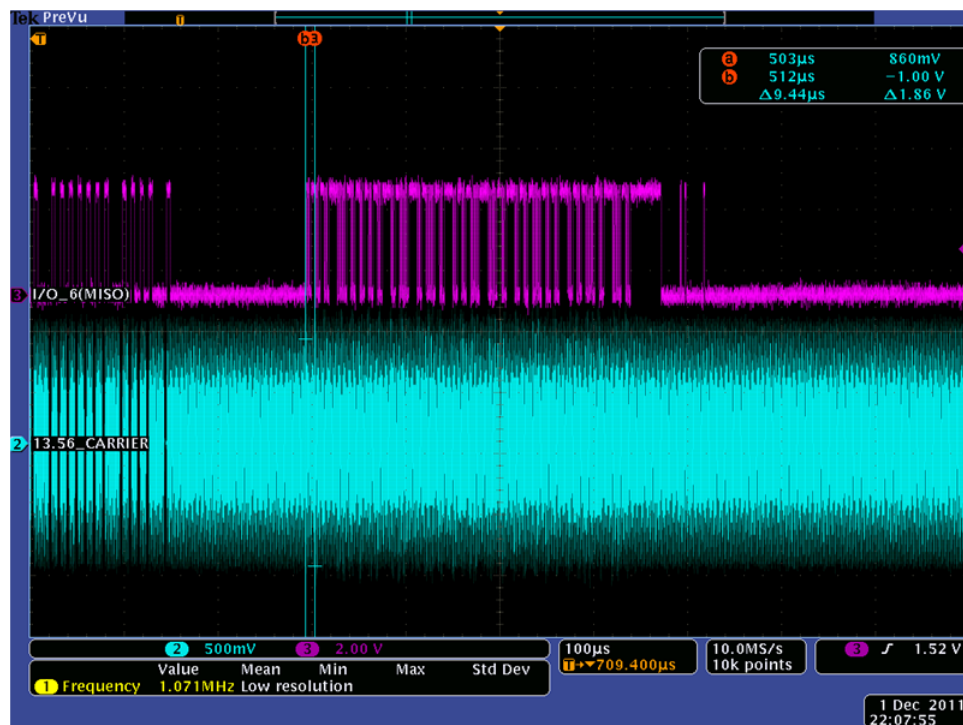 Tek PreVu
T
T
b 3
a 503µs 860mV
b 512µs −1.00 V
Δ9.44µs Δ1.86 V
3 I/O_6(MISO)
2 13.56_CARRIER
2 500mV 3 2.00 V
Value Mean Min Max Std Dev
1 Frequency 1.071MHz Low resolution
100µs
T→▼709.400µs
10.0MS/s
10k points
3 ∫ 1.52 V
1 Dec 2011
22:07:55